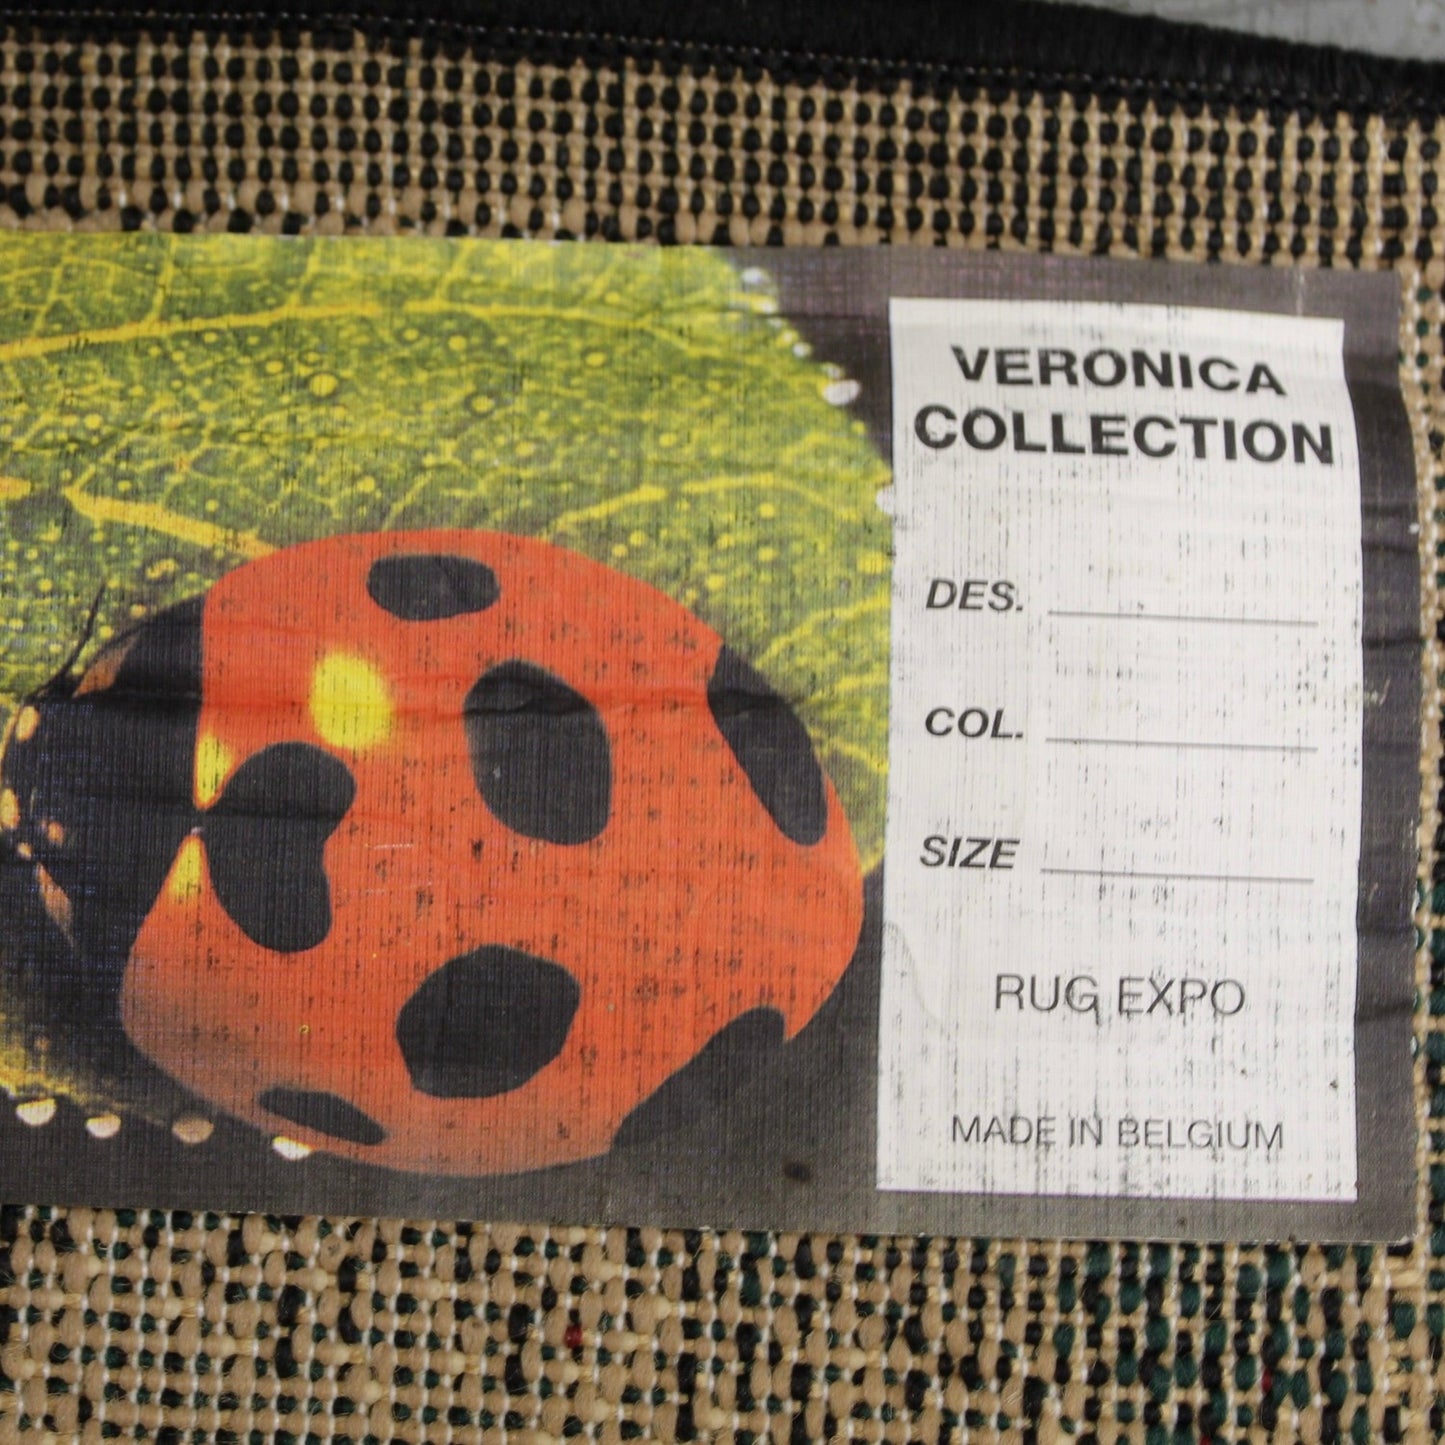 VERONICA
COLLECTION
DES.
COL.
SIZE
RUG EXPO
MADE IN BELGIUM